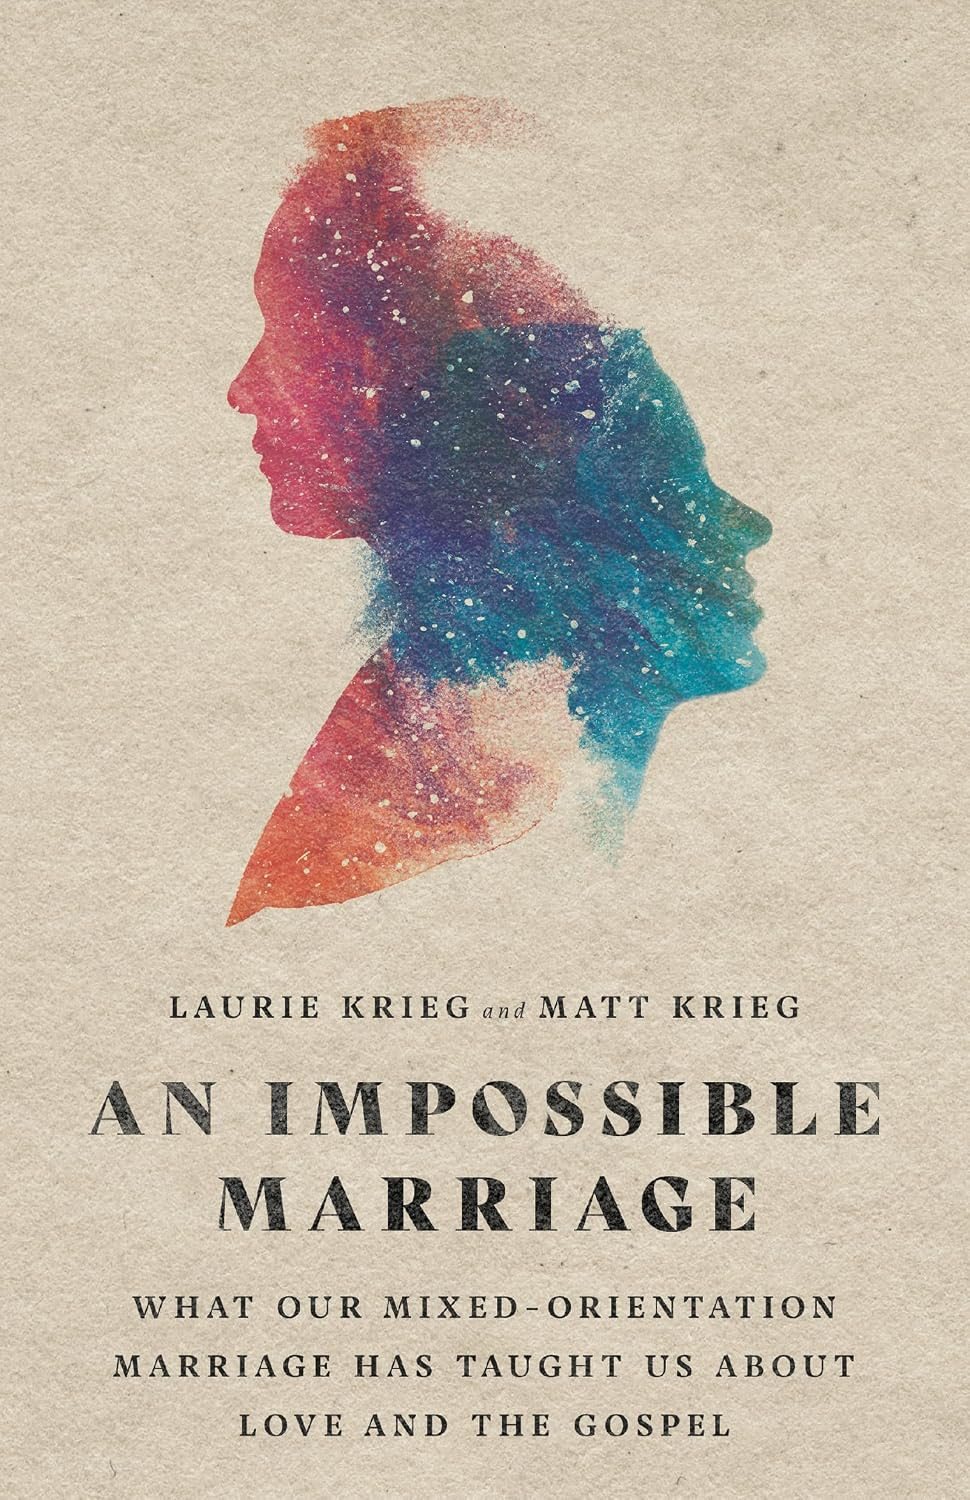 LAURIE KRIEG and MATT KRIEG
AN IMPOSSIBLE
MARRIAGE
WHAT OUR MIXED-ORIENTATION
MARRIAGE HAS TAUGHT US ABOUT
LOVE AND THE GOSPEL